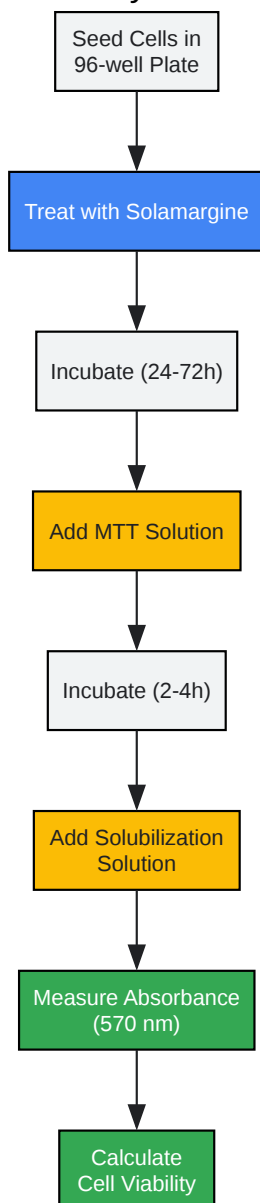 Seed Cells in
96-well Plate
Treat with Solamargine
Incubate (24-72h)
Add MTT Solution
Incubate (2-4h)
Add Solubilization
Solution
Measure Absorbance
(570 nm)
Calculate
Cell Viability